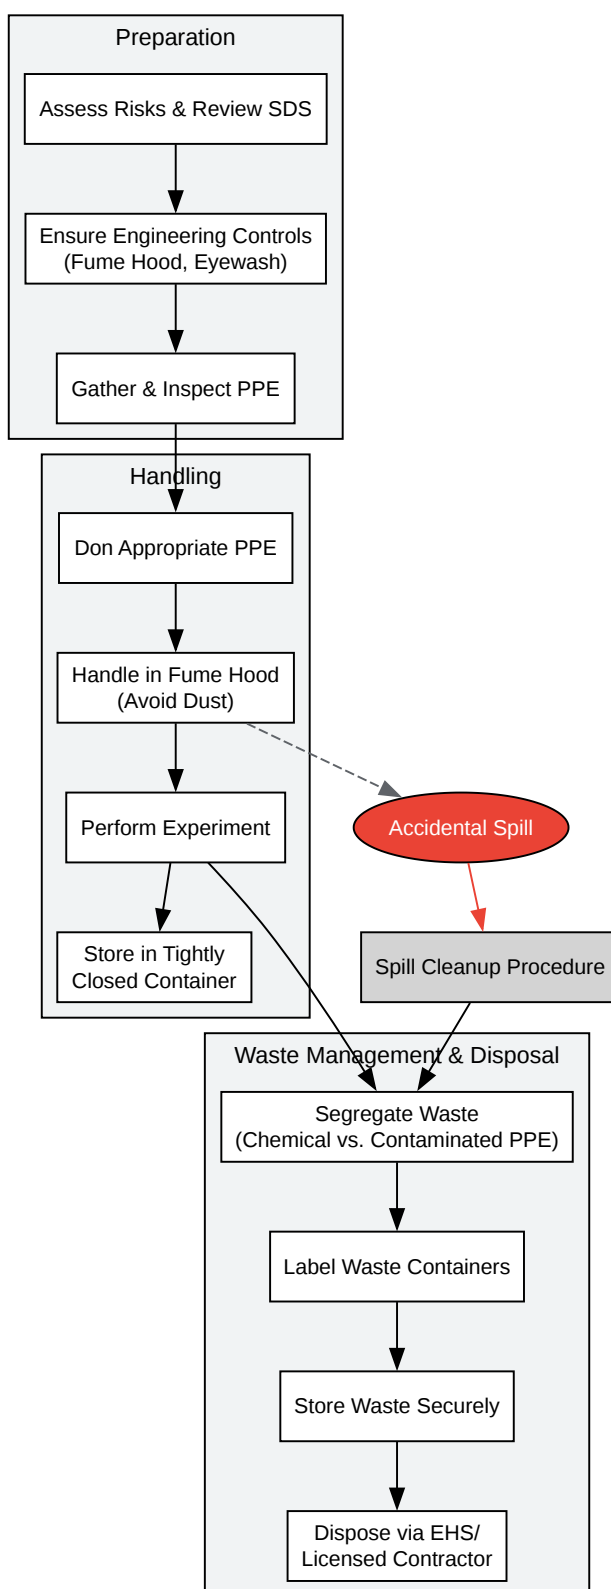 Preparation
Assess Risks & Review SDS
Ensure Engineering Controls
(Fume Hood, Eyewash)
Gather & Inspect PPE
Handling
Don Appropriate PPE
Handle in Fume Hood
(Avoid Dust)
Perform Experiment
Accidental Spill
Store in Tightly
Closed Container
Spill Cleanup Procedure
Waste Management & Disposal
Segregate Waste
(Chemical vs. Contaminated PPE)
Label Waste Containers
Store Waste Securely
Dispose via EHS/
Licensed Contractor